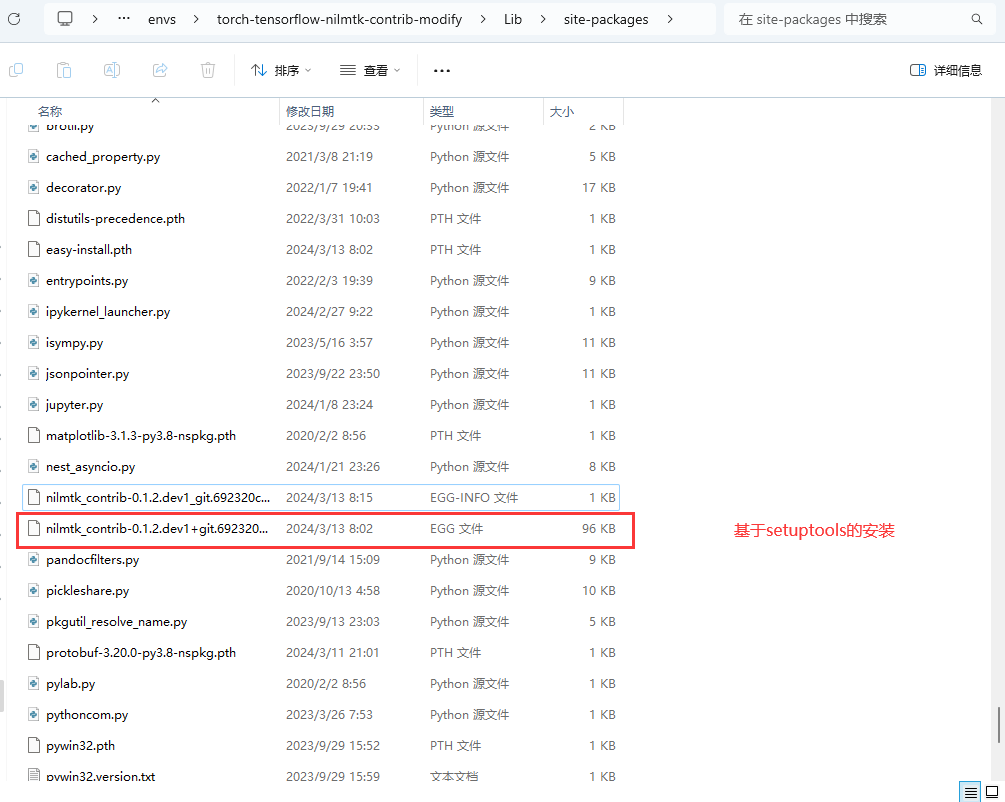 envs torch-tensorflow-nilmtk-contrib-modify Lib site-packages 在 site-packages 中搜索
排序 查看 详细信息
名称 修改日期 类型 大小
brotli.py 2023/9/29 20:53 Python 源文件 2 KB
cached_property.py 2021/3/8 21:19 Python 源文件 5 KB
decorator.py 2022/1/7 19:41 Python 源文件 17 KB
distutils-precedence.pth 2022/3/31 10:03 PTH 文件 1 KB
easy-install.pth 2024/3/13 8:02 PTH 文件 1 KB
entrypoints.py 2022/2/3 19:39 Python 源文件 9 KB
ipykernel_launcher.py 2024/2/27 9:22 Python 源文件 1 KB
isympy.py 2023/5/16 3:57 Python 源文件 11 KB
jsonpointer.py 2023/9/22 23:50 Python 源文件 11 KB
jupyter.py 2024/1/8 23:24 Python 源文件 1 KB
matplotlib-3.1.3-py3.8-nspkg.pth 2020/2/2 8:56 PTH 文件 1 KB
nest_asyncio.py 2024/1/21 23:26 Python 源文件 8 KB
nilmtk_contrib-0.1.2.dev1_git.692320c... 2024/3/13 8:15 EGG-INFO 文件 1 KB
nilmtk_contrib-0.1.2.dev1+git.692320... 2024/3/13 8:02 EGG 文件 96 KB 基于setuptools的安装
pandocfilters.py 2021/9/14 15:09 Python 源文件 9 KB
pickleshare.py 2020/10/13 4:58 Python 源文件 10 KB
pkgutil_resolve_name.py 2023/9/13 23:03 Python 源文件 5 KB
protobuf-3.20.0-py3.8-nspkg.pth 2024/3/11 21:01 PTH 文件 1 KB
pylab.py 2020/2/2 8:56 Python 源文件 1 KB
pythoncom.py 2023/3/26 7:53 Python 源文件 1 KB
pywin32.pth 2023/9/29 15:52 PTH 文件 1 KB
pywin32.version.txt 2023/9/29 15:59 文本文档 1 KB